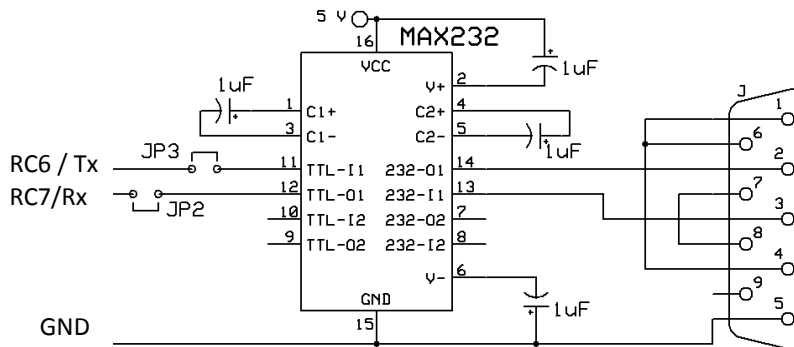 5 V
16
MAX232
VCC
1uF
1uF
V+ 2
1 C1+
C2+ 4
3 C1-
C2- 5
1uF
RC6 / Tx
JP3
11 TTL-I1
232-O1 14
RC7/Rx
JP2
12 TTL-O1
232-I1 13
10 TTL-I2
232-O2 7
9 TTL-O2
232-I2 8
V- 6
GND
15
1uF
GND
J
1
6
2
7
3
8
4
9
5
+
+
+
+